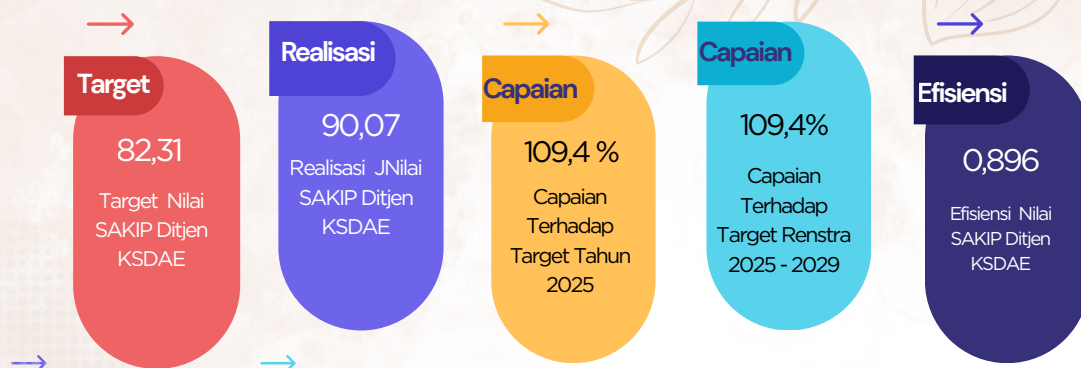 Target
82,31
Target Nilai
SAKIP Ditjen
KSDAE
Realisasi
90,07
Realisasi JNilai
SAKIP Ditjen
KSDAE
Capaian
109,4 %
Capaian
Terhadap
Target Tahun
2025
Capaian
109,4%
Capaian
Terhadap
Target Renstra
2025 - 2029
Efisiensi
0,896
Efisiensi Nilai
SAKIP Ditjen
KSDAE